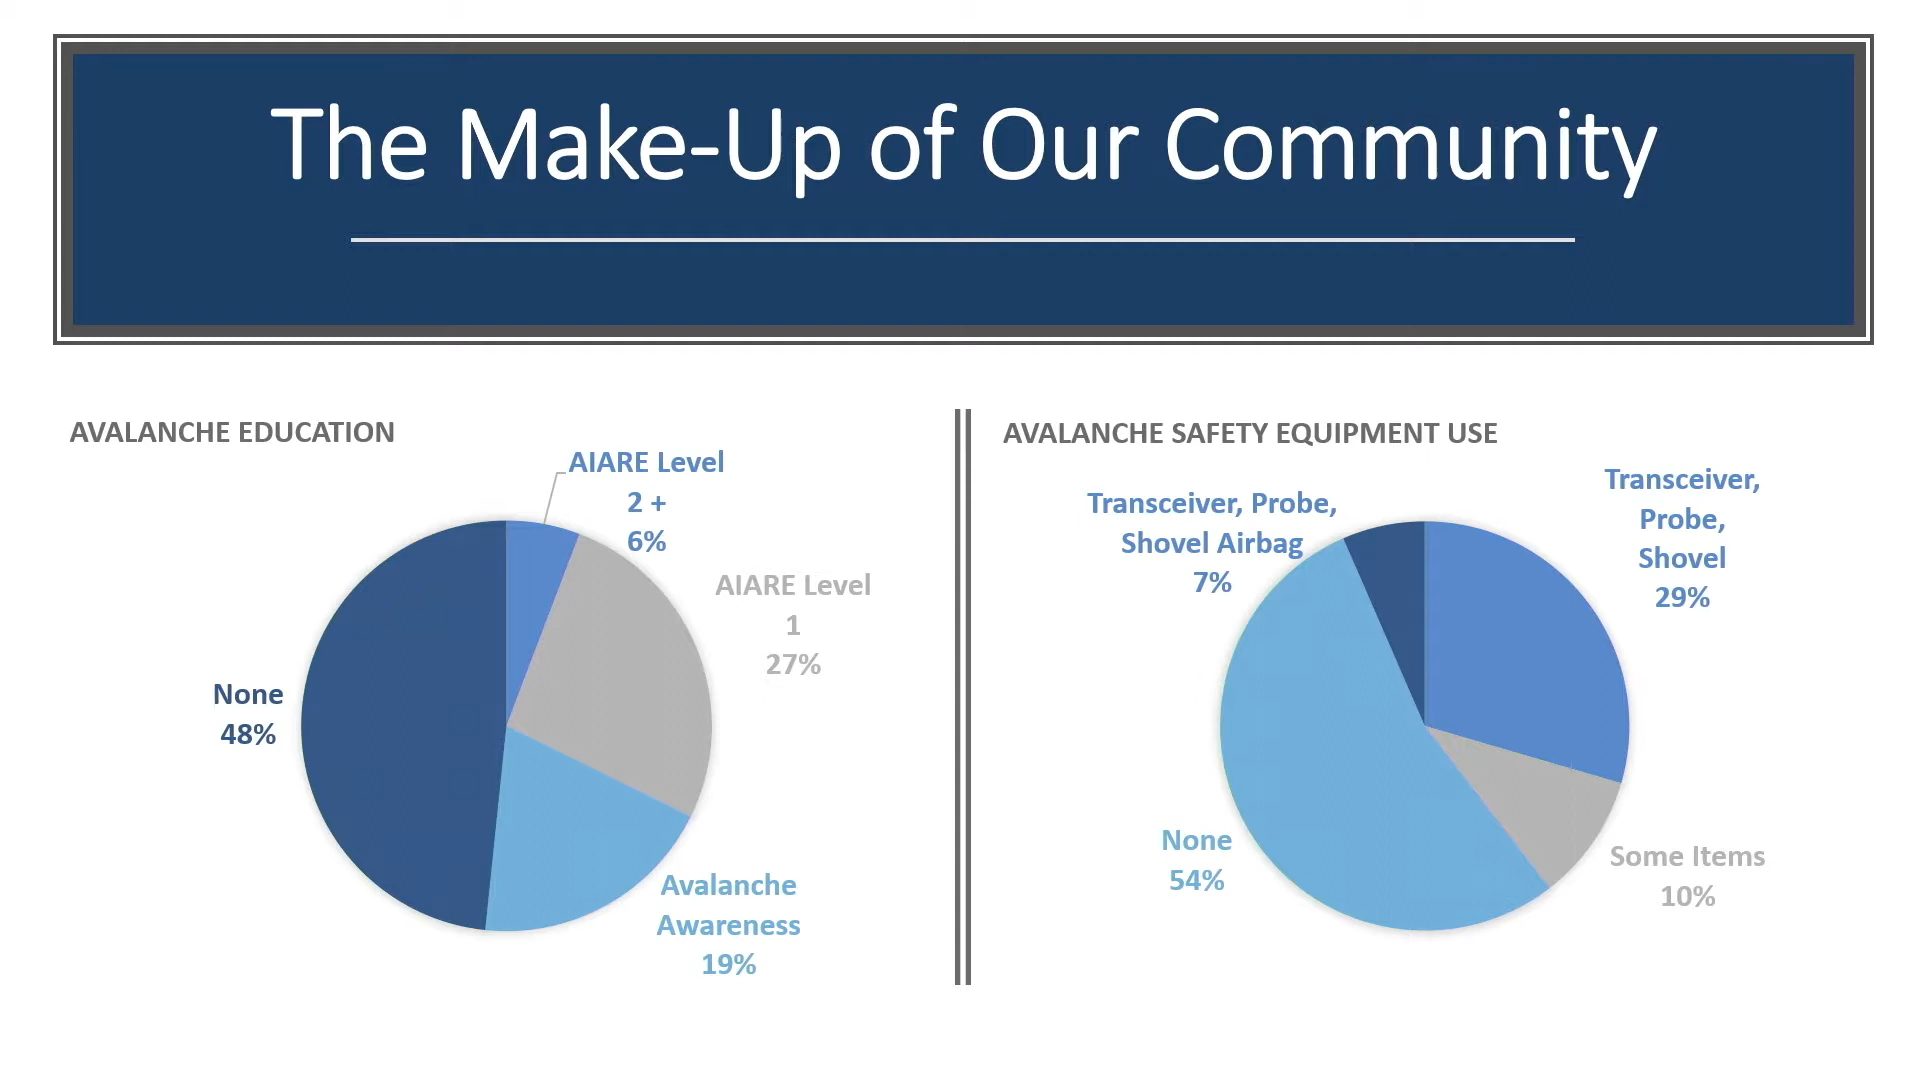 The Make-Up of Our Community
AVALANCHE EDUCATION
AIARE Level
2 +
6%
AIARE Level
1
27%
None
48%
Avalanche
Awareness
19%
AVALANCHE SAFETY EQUIPMENT USE
Transceiver, Probe,
Shovel Airbag
7%
Transceiver,
Probe,
Shovel
29%
None
54%
Some Items
10%